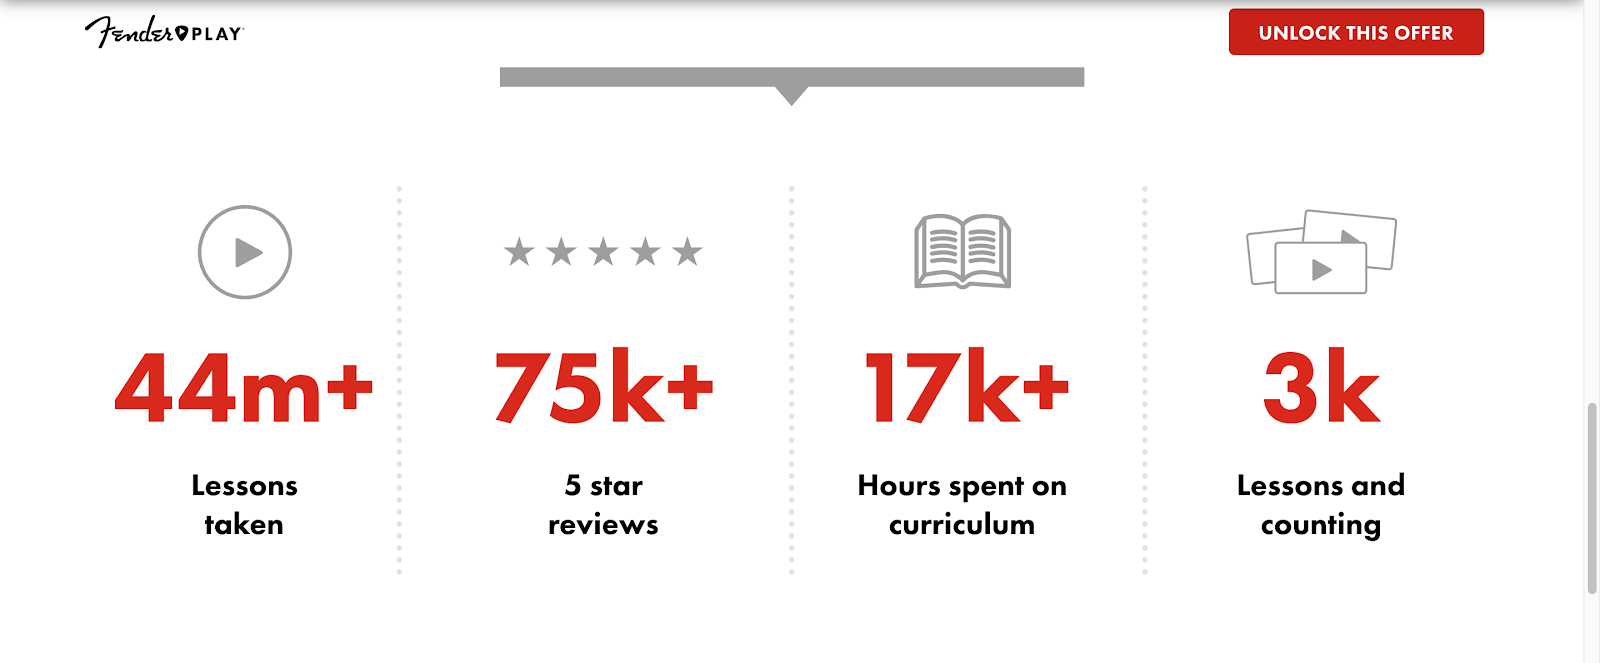 Fender PLAY
UNLOCK THIS OFFER
44m+
Lessons
taken
75k+
5 star
reviews
17k+
Hours spent on
curriculum
3k
Lessons and
counting